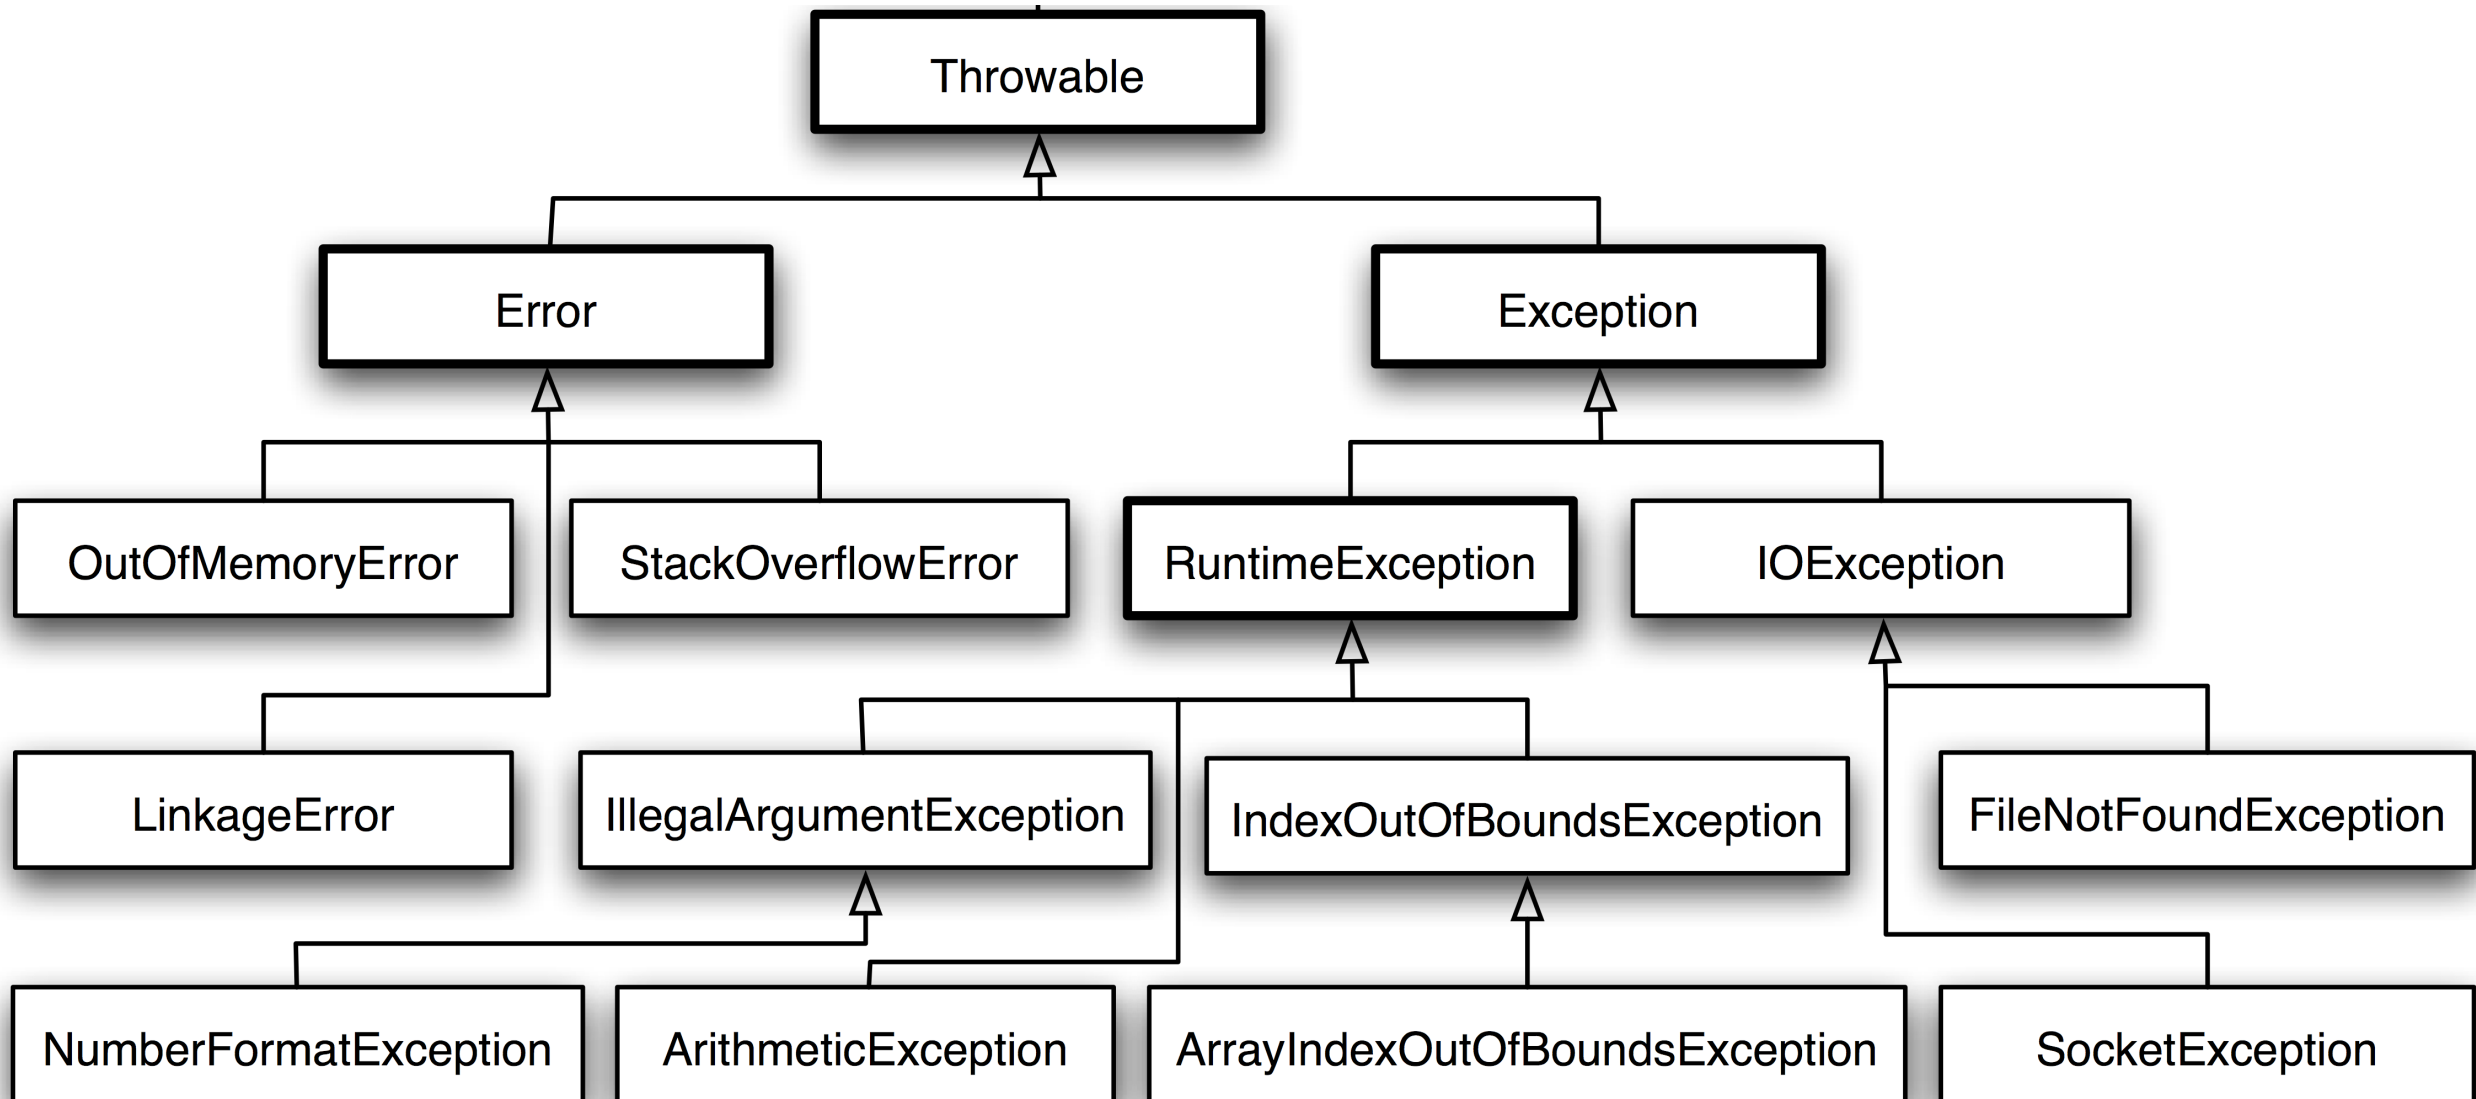 Throwable
Error
Exception
OutOfMemoryError
StackOverflowError
RuntimeException
IOException
LinkageError
IllegalArgumentException
IndexOutOfBoundsException
FileNotFoundException
NumberFormatException
ArithmeticException
ArrayIndexOutOfBoundsException
SocketException